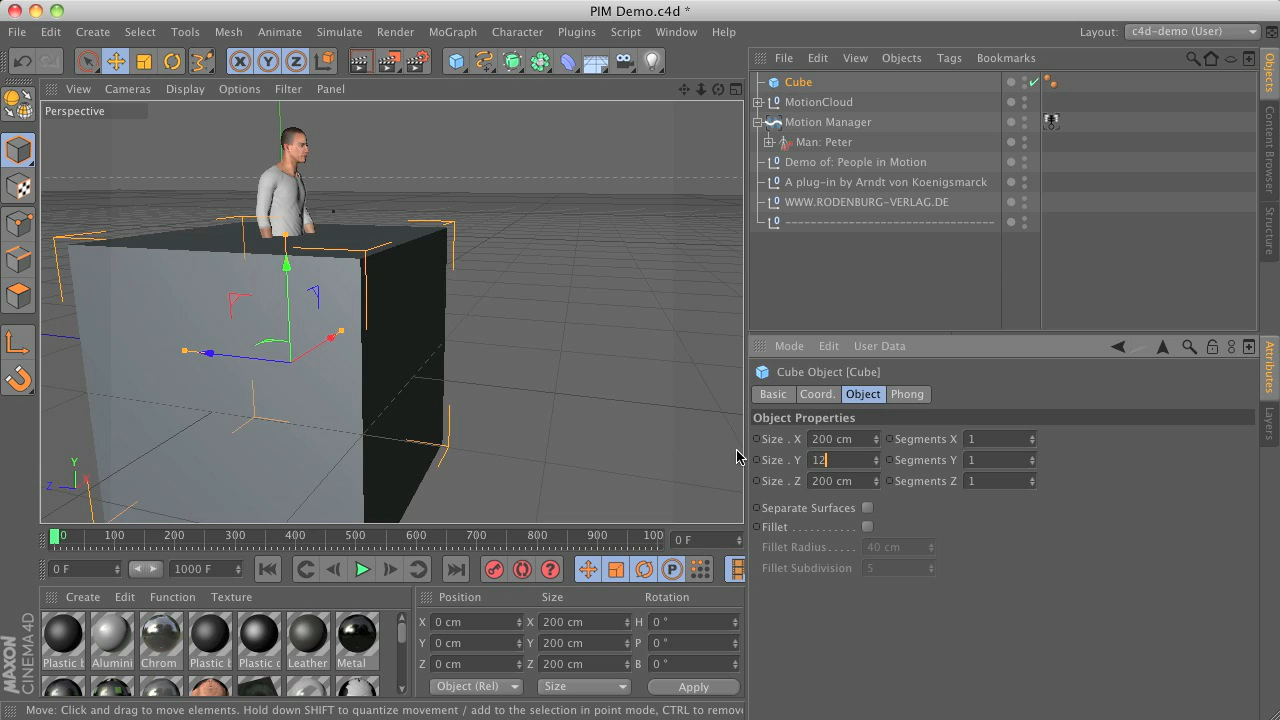 PIM Demo.c4d *
File Edit Create Select Tools Mesh Animate Simulate Render MoGraph Character Plugins Script Window Help Layout: c4d-demo (User)
X Y Z
File Edit View Objects Tags Bookmarks
View Cameras Display Options Filter Panel
Perspective
Cube
MotionCloud
Motion Manager
Man: Peter
Demo of: People in Motion
A plug-in by Arndt von Koenigsmarck
WWW.RODENBURG-VERLAG.DE
----------------------------------
Objects
Content Browser
Structure
Mode Edit User Data
Attributes
Layers
Cube Object [Cube]
Basic Coord. Object Phong
Object Properties
Size . X 200 cm Segments X 1
Size . Y 12 Segments Y 1
Size . Z 200 cm Segments Z 1
Separate Surfaces
Fillet . . . . . . . . . . .
Fillet Radius . . . . . 40 cm
Fillet Subdivision 5
Y
Z X
0 100 200 300 400 500 600 700 800 900 100 0 F
0 F 1000 F P
Create Edit Function Texture
Position Size Rotation
X 0 cm X 200 cm H 0 °
Y 0 cm Y 200 cm P 0 °
Z 0 cm Z 200 cm B 0 °
Object (Rel) Size Apply
Plastic Alumini Chrom Plastic Plastic Leather Metal
MAXON
CINEMA 4D
Move: Click and drag to move elements. Hold down SHIFT to quantize movement / add to the selection in point mode, CTRL to remove